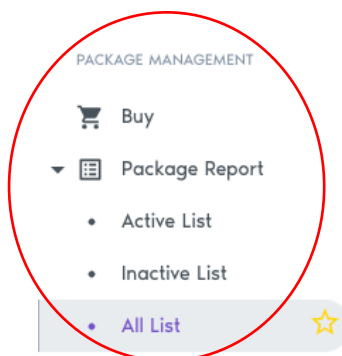 PACKAGE MANAGEMENT
Buy
Package Report
Active List
Inactive List
All List